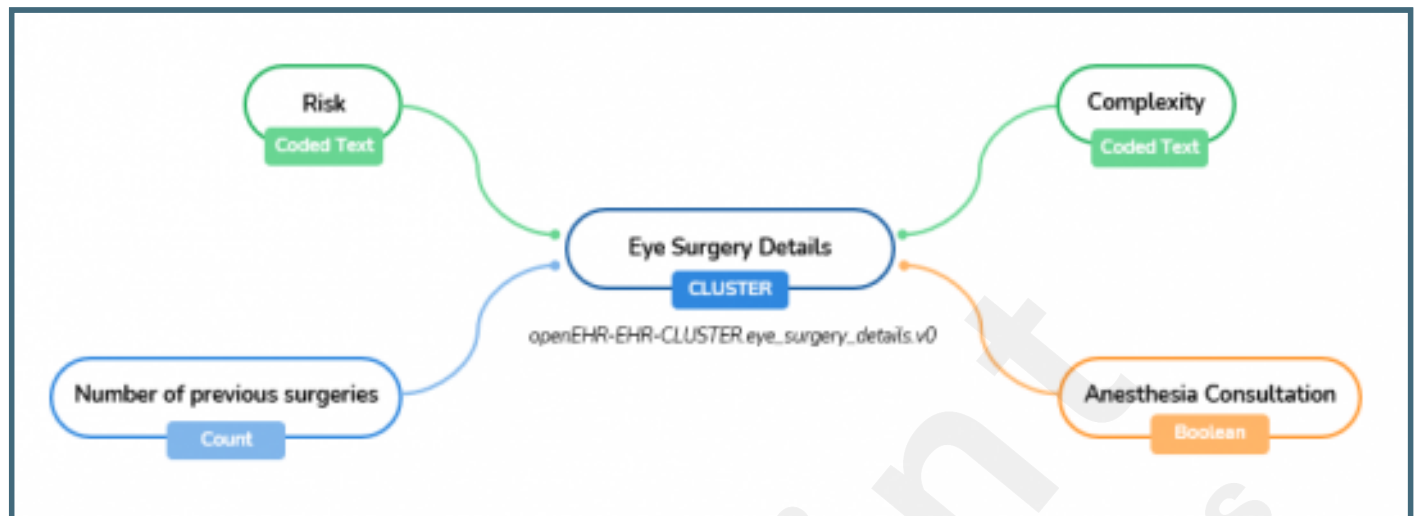 Risk
Coded Text
Complexity
Coded Text
Eye Surgery Details
CLUSTER
openEHR-EHR-CLUSTER.eye_surgery_details.v0
Number of previous surgeries
Count
Anesthesia Consultation
Boolean